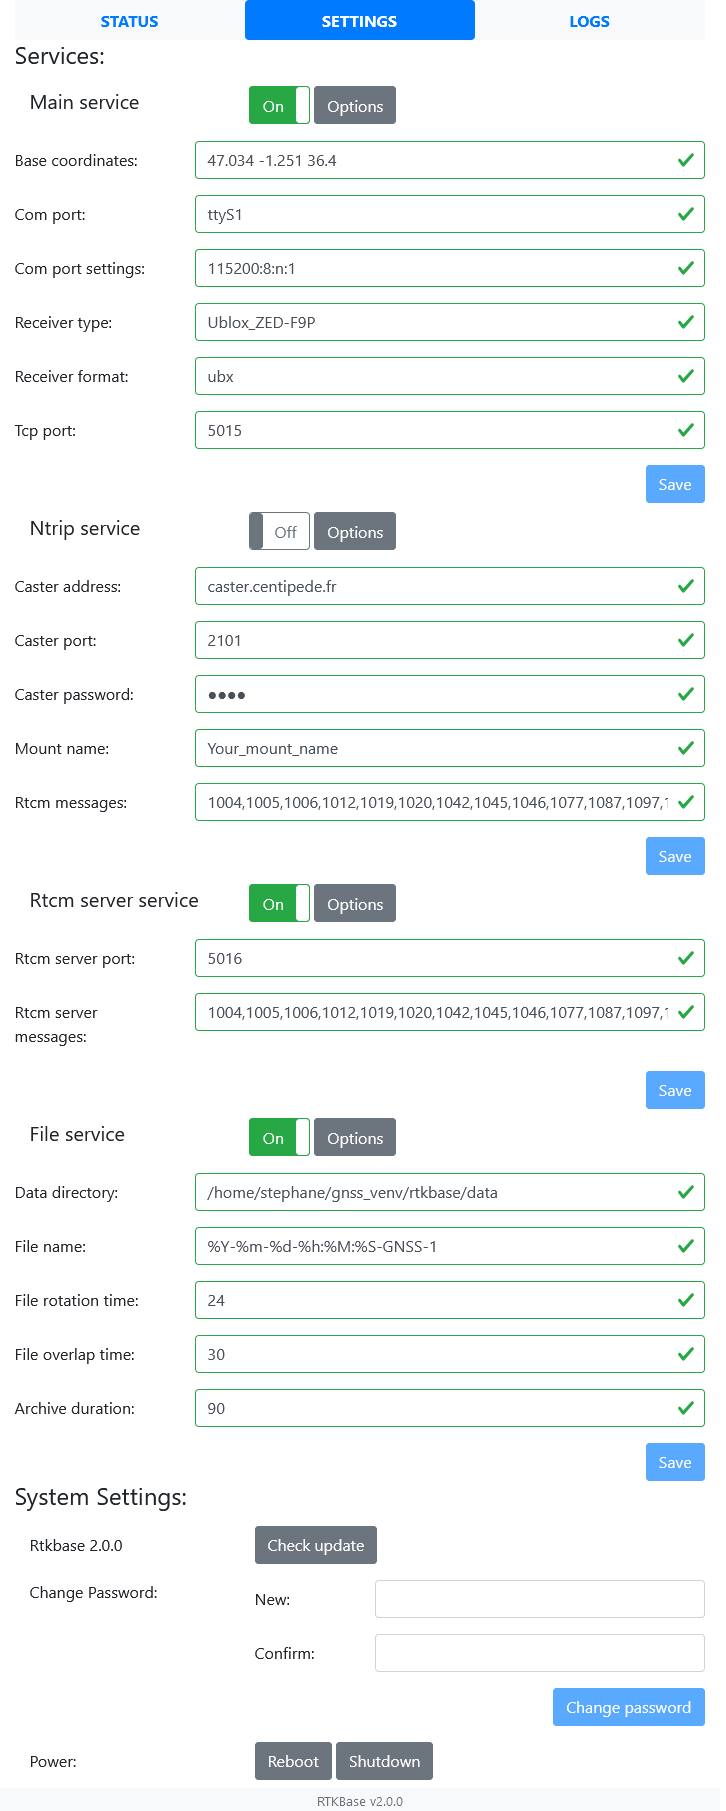 STATUS SETTINGS LOGS
Services:
Main service On Options
Base coordinates: 47.034 -1.251 36.4
Com port: ttyS1
Com port settings: 115200:8:n:1
Receiver type: Ublox_ZED-F9P
Receiver format: ubx
Tcp port: 5015
Save
Ntrip service Off Options
Caster address: caster.centipede.fr
Caster port: 2101
Caster password: ●●●●
Mount name: Your_mount_name
Rtcm messages: 1004,1005,1006,1012,1019,1020,1042,1045,1046,1077,1087,1097,1
Save
Rtcm server service On Options
Rtcm server port: 5016
Rtcm server 1004,1005,1006,1012,1019,1020,1042,1045,1046,1077,1087,1097,1
messages:
Save
File service On Options
Data directory: /home/stephane/gnss_venv/rtkbase/data
File name: %Y-%m-%d-%h:%M:%S-GNSS-1
File rotation time: 24
File overlap time: 30
Archive duration: 90
Save
System Settings:
Rtkbase 2.0.0 Check update
Change Password: New:
Confirm:
Change password
Power: Reboot Shutdown
RTKBase v2.0.0